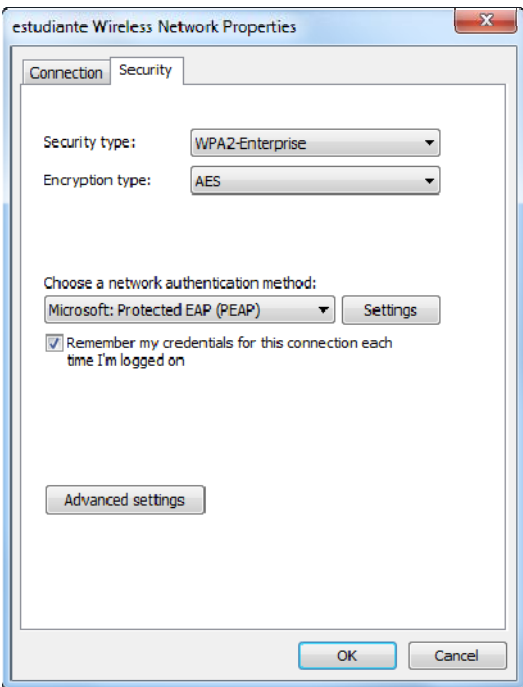 estudiante Wireless Network Properties
Connection
Security
Security type:
WPA2-Enterprise
Encryption type:
AES
Choose a network authentication method:
Microsoft: Protected EAP (PEAP)
Settings
Remember my credentials for this connection each
time I'm logged on
Advanced settings
OK
Cancel